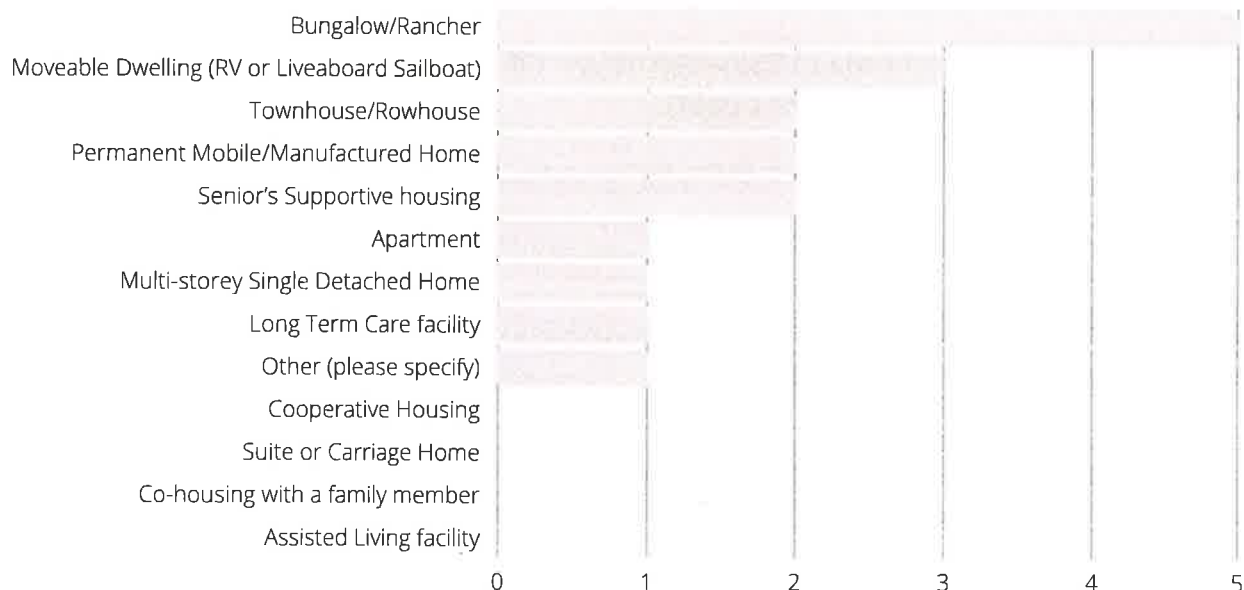 Bungalow/Rancher
Moveable Dwelling (RV or Liveaboard Sailboat)
Townhouse/Rowhouse
Permanent Mobile/Manufactured Home
Senior's Supportive housing
Apartment
Multi-storey Single Detached Home
Long Term Care facility
Other (please specify)
Cooperative Housing
Suite or Carriage Home
Co-housing with a family member
Assisted Living facility
0 1 2 3 4 5